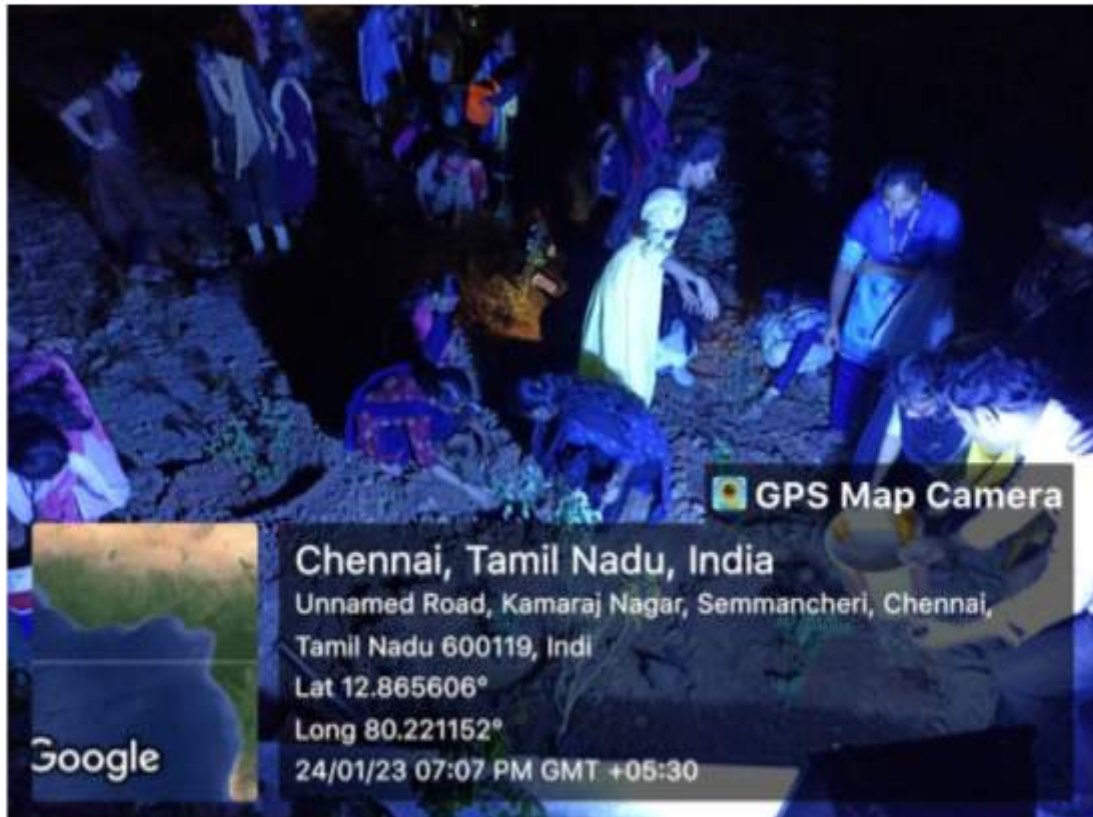 GPS Map Camera
Chennai, Tamil Nadu, India
Unnamed Road, Kamaraj Nagar, Semmancheri, Chennai,
Tamil Nadu 600119, Indi
Lat 12.865606°
Long 80.221152°
24/01/23 07:07 PM GMT +05:30
Google